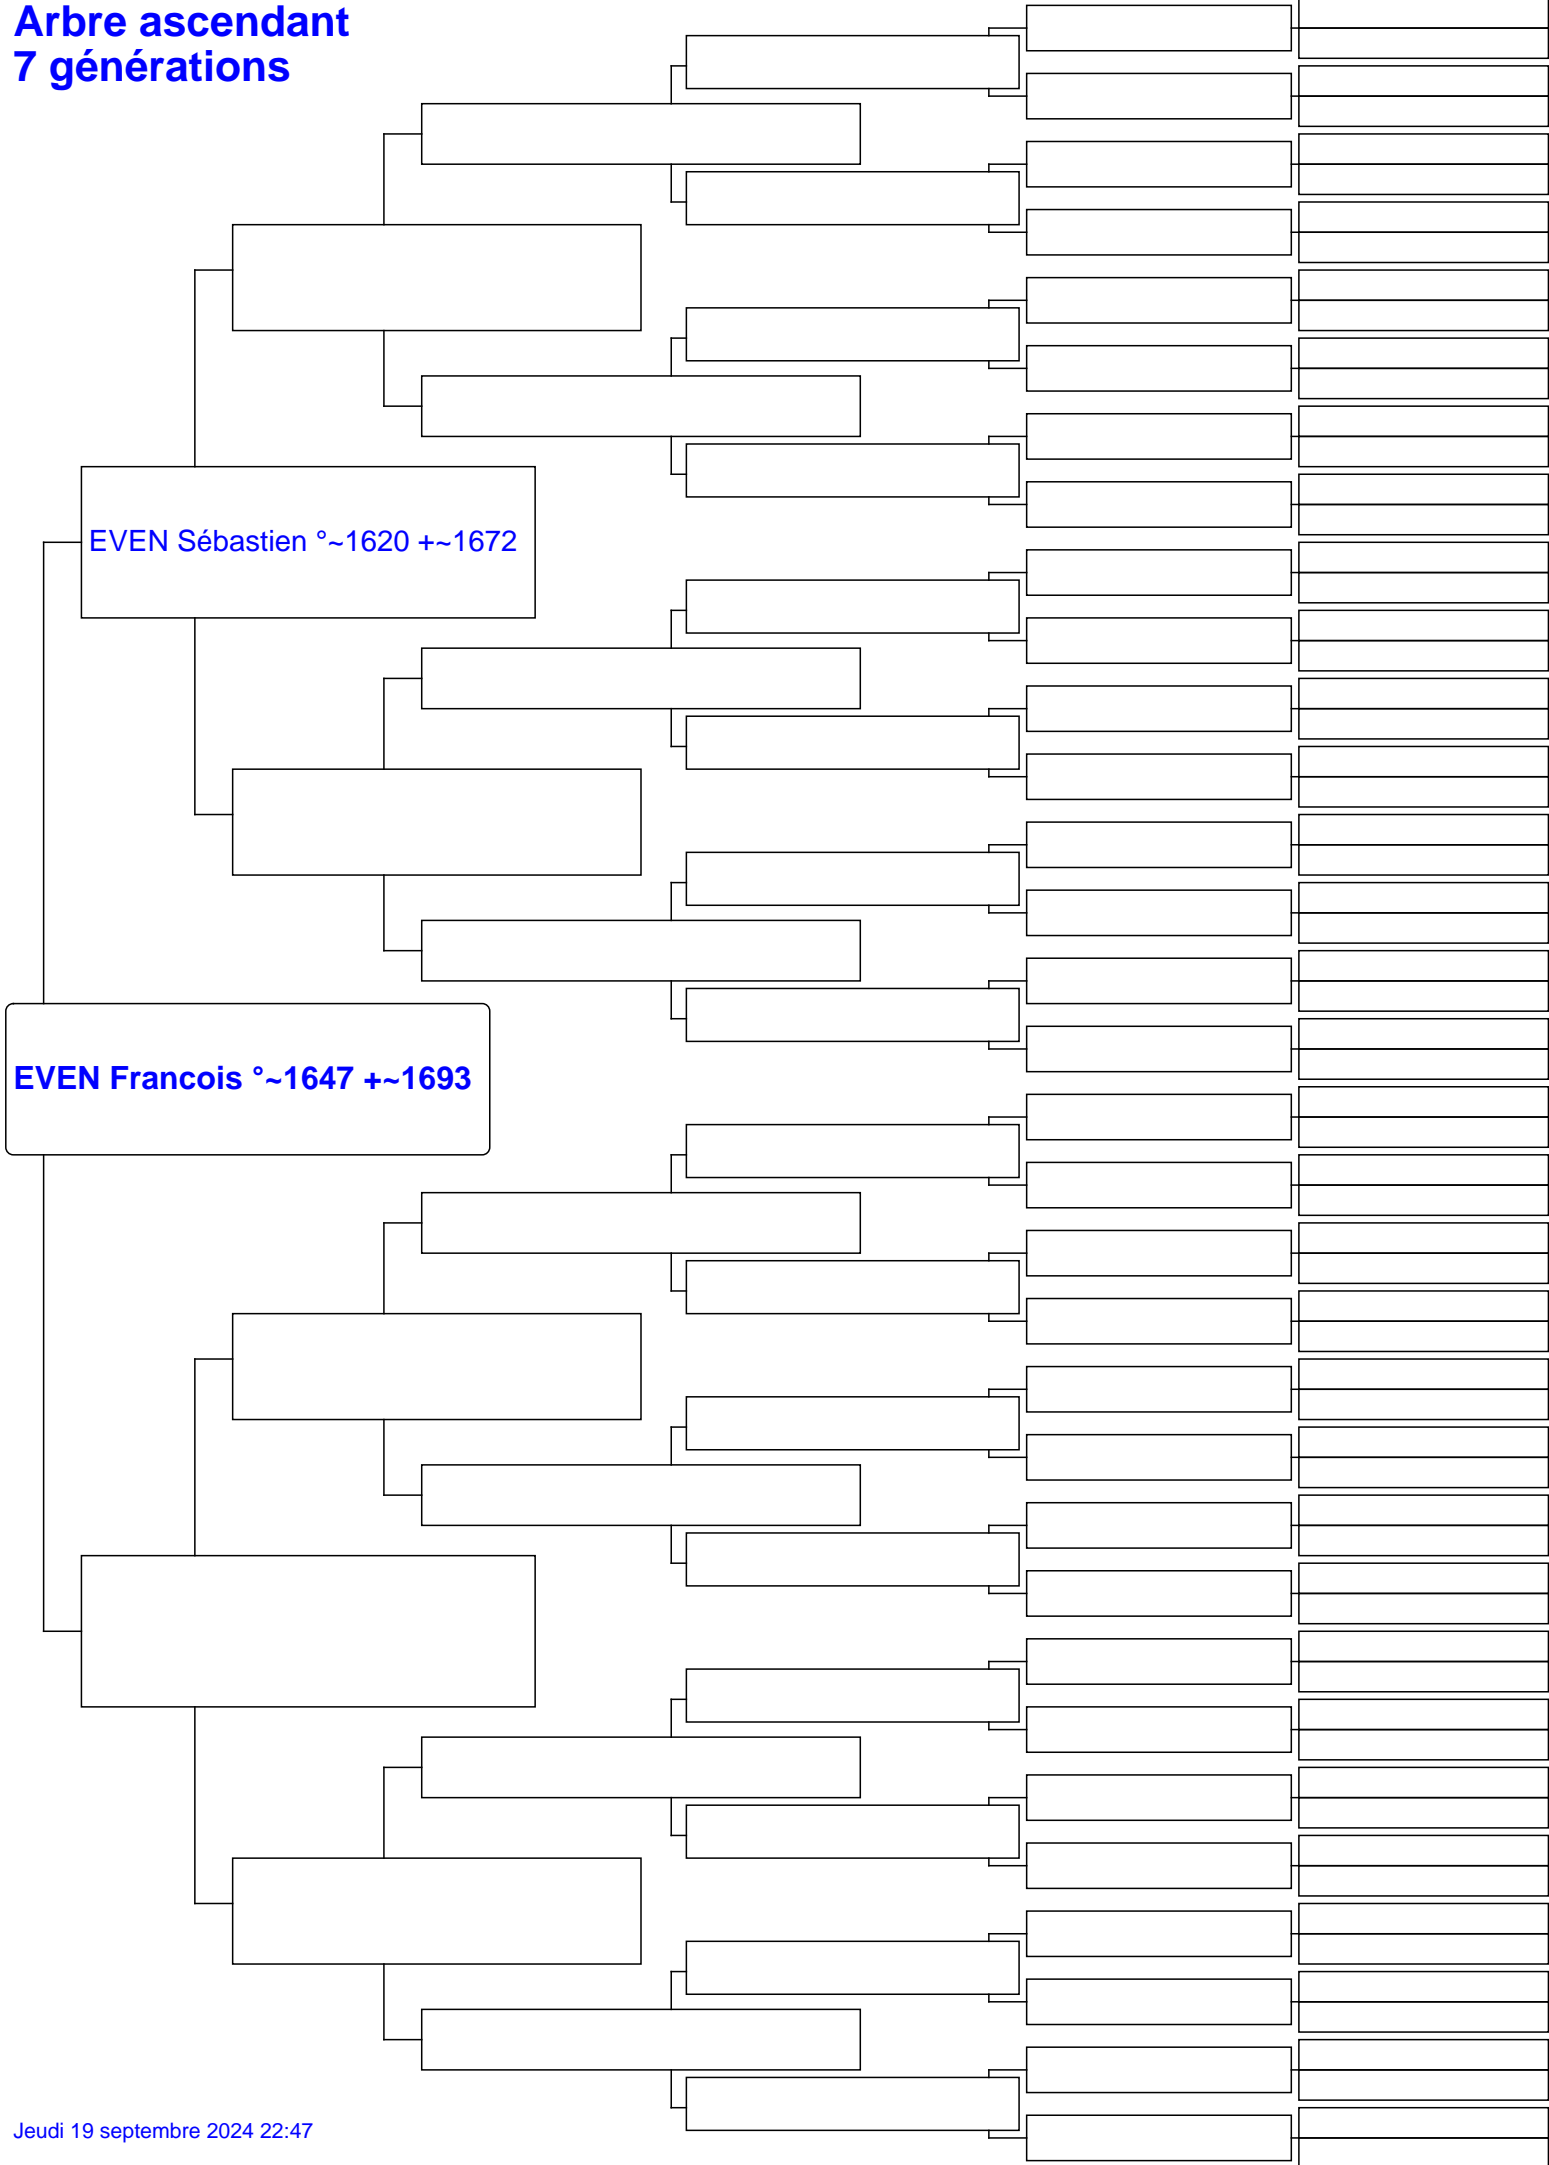 Arbre ascendant
7 générations
EVEN Sébastien °~1620 +~1672
EVEN Francois °~1647 +~1693
Jeudi 19 septembre 2024 22:47